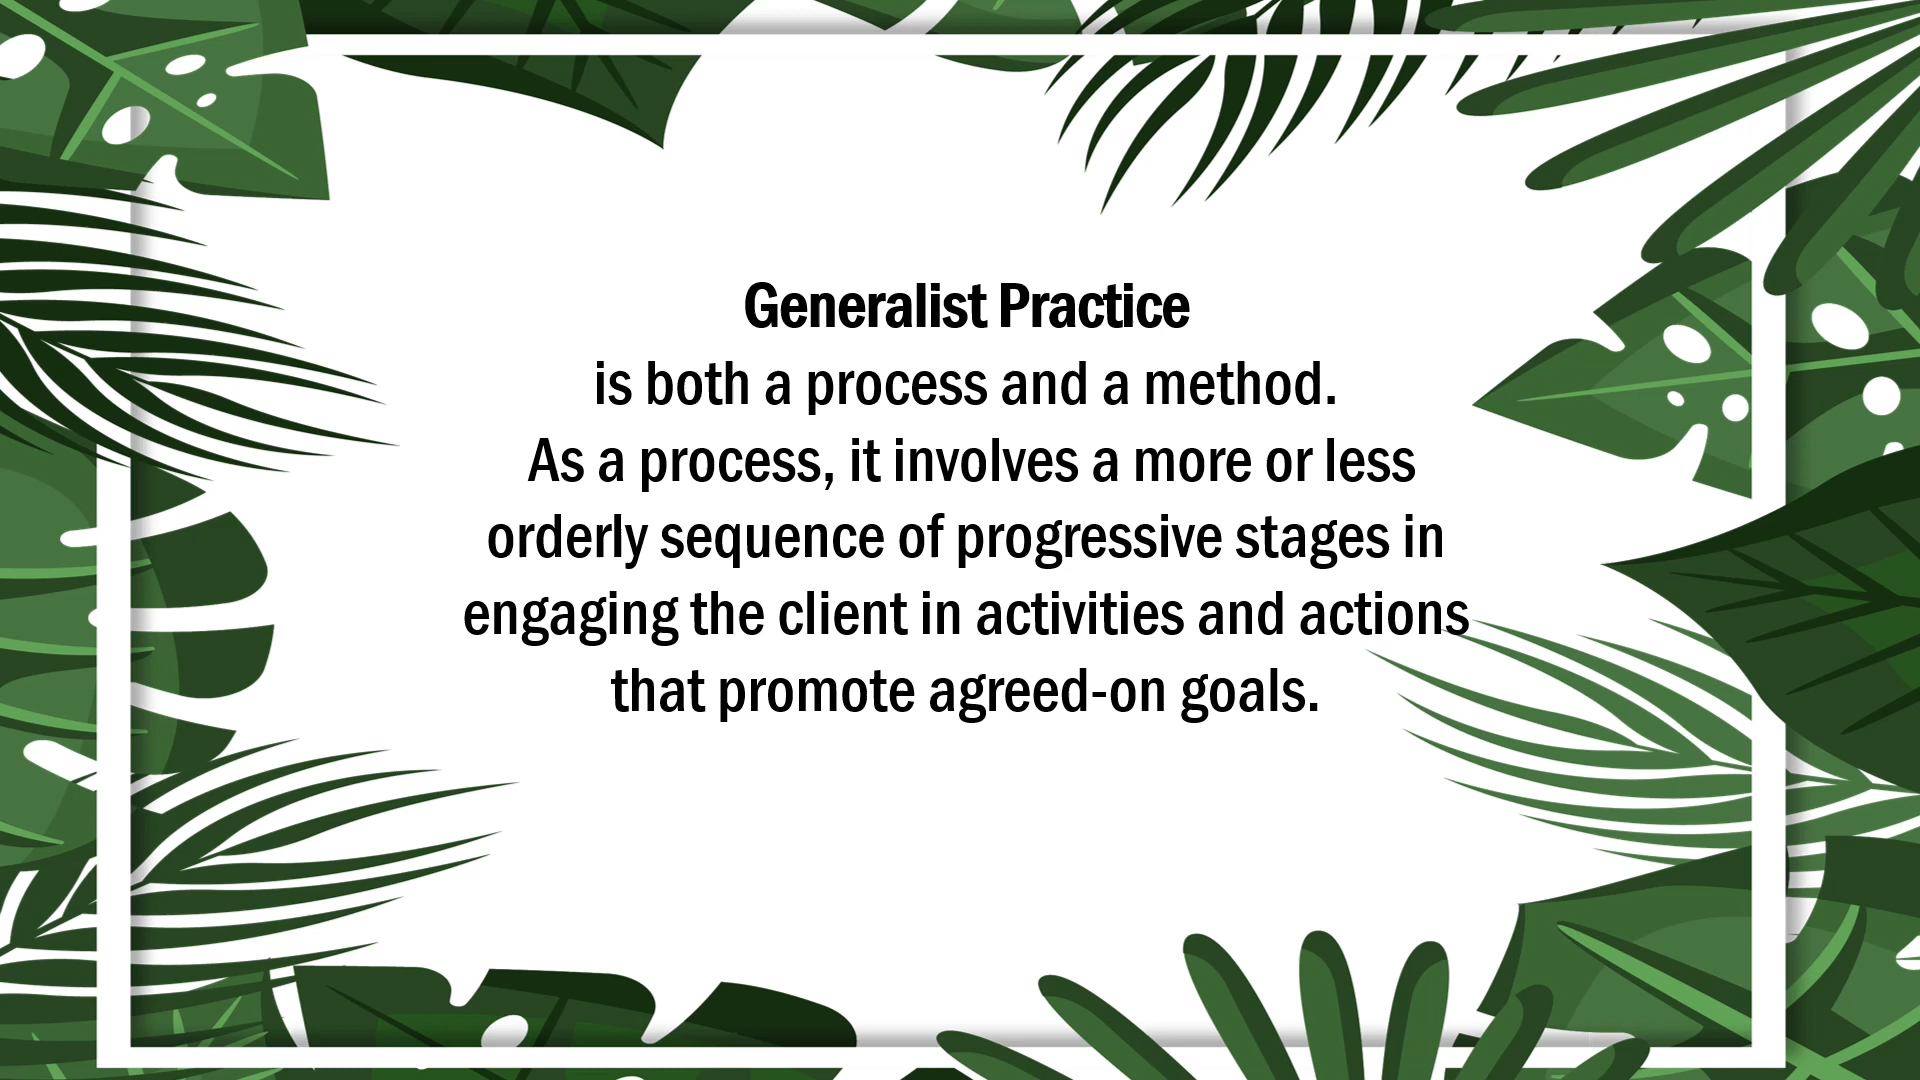 Generalist Practice
is both a process and a method.
As a process, it involves a more or less
orderly sequence of progressive stages in
engaging the client in activities and actions
that promote agreed-on goals.